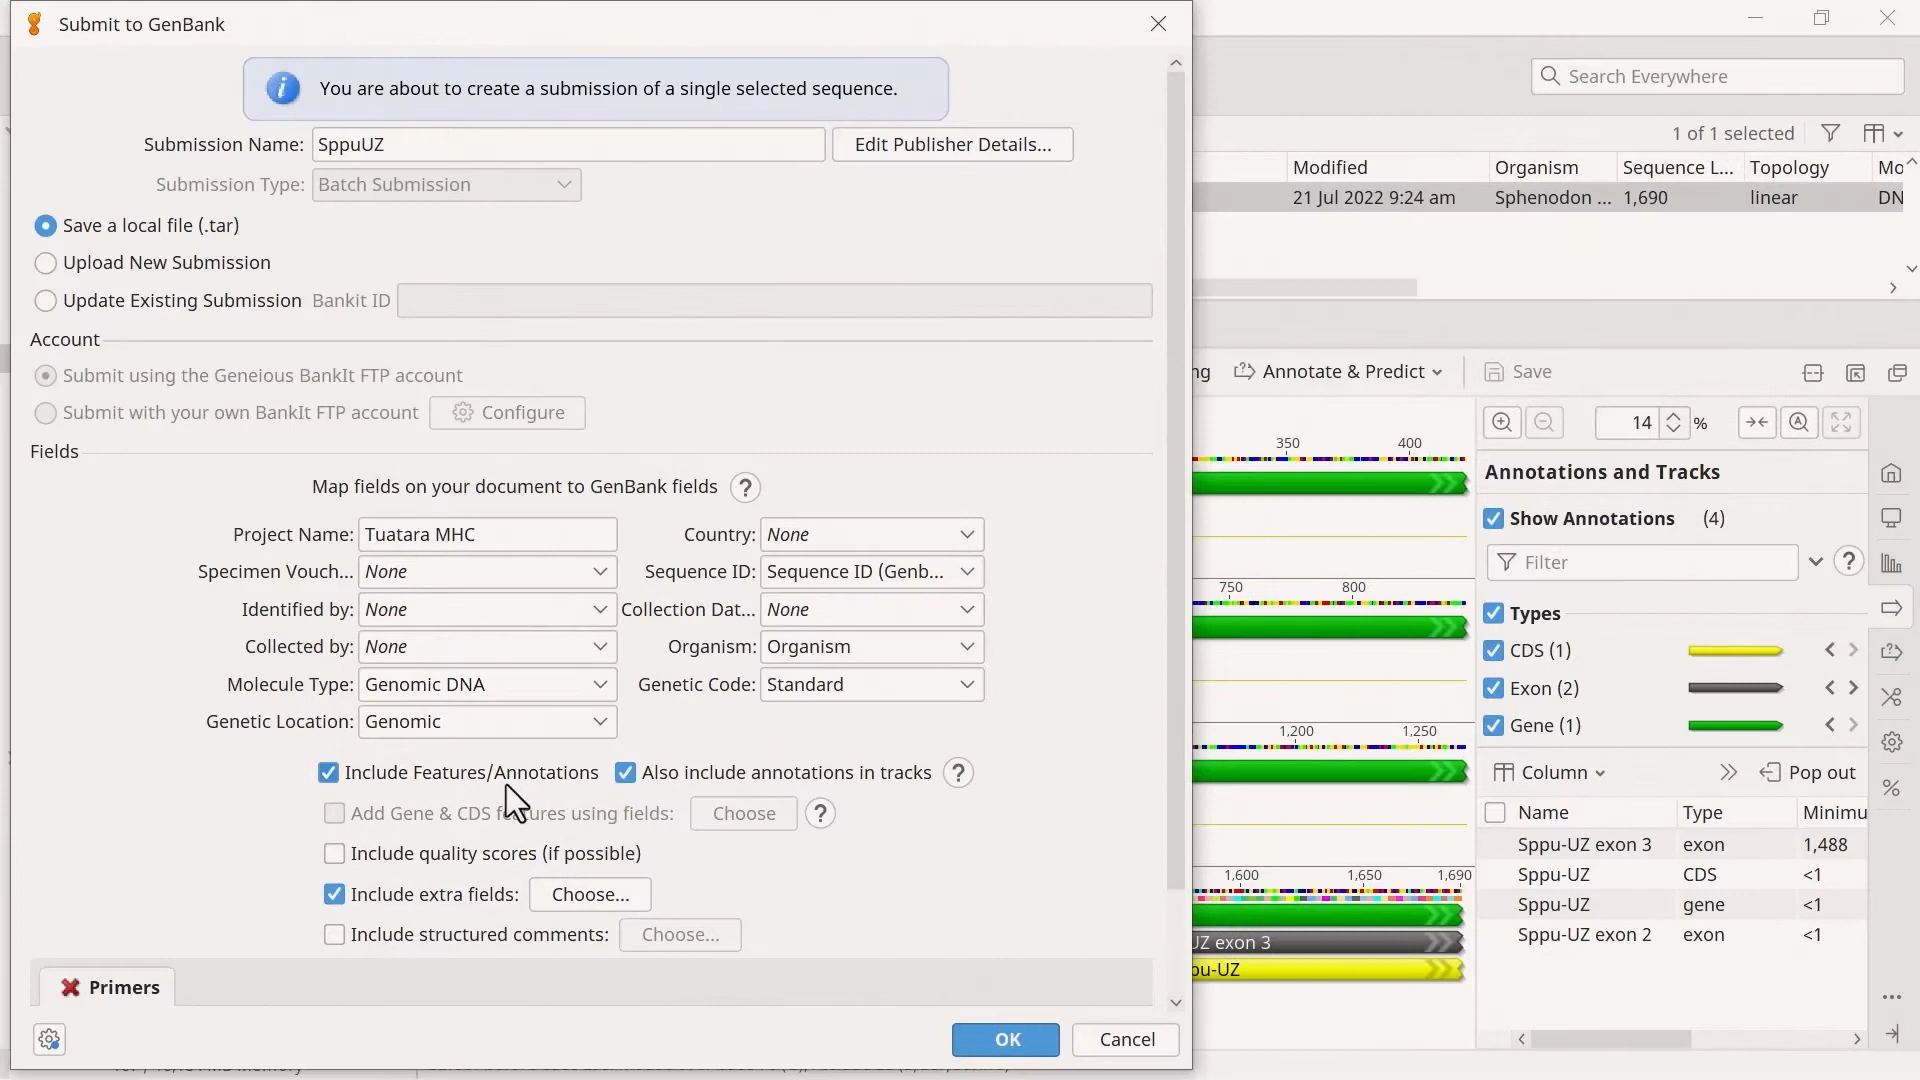 Submit to GenBank
You are about to create a submission of a single selected sequence.
Submission Name: SppuUZ Edit Publisher Details...
Submission Type: Batch Submission
Save a local file (.tar)
Upload New Submission
Update Existing Submission Bankit ID
Account
Submit using the Geneious BankIt FTP account
Submit with your own BankIt FTP account Configure
Fields
Map fields on your document to GenBank fields ?
Project Name: Tuatara MHC Country: None
Specimen Vouch... None Sequence ID: Sequence ID (Genb...
Identified by: None Collection Dat... None
Collected by: None Organism: Organism
Molecule Type: Genomic DNA Genetic Code: Standard
Genetic Location: Genomic
Include Features/Annotations Also include annotations in tracks ?
Add Gene & CDS features using fields: Choose ?
Include quality scores (if possible)
Include extra fields: Choose...
Include structured comments: Choose...
Primers
OK Cancel
Search Everywhere
1 of 1 selected
Modified Organism Sequence L... Topology Mo
21 Jul 2022 9:24 am Sphenodon ... 1,690 linear DN
ng Annotate & Predict Save
14 %
350 400
750 800
1,200 1,250
1,600 1,650 1,690
UZ exon 3
pu-UZ
Annotations and Tracks
Show Annotations (4)
Filter ?
Types
CDS (1)
Exon (2)
Gene (1)
Column Pop out
Name Type Minimu
Sppu-UZ exon 3 exon 1,488
Sppu-UZ CDS <1
Sppu-UZ gene <1
Sppu-UZ exon 2 exon <1